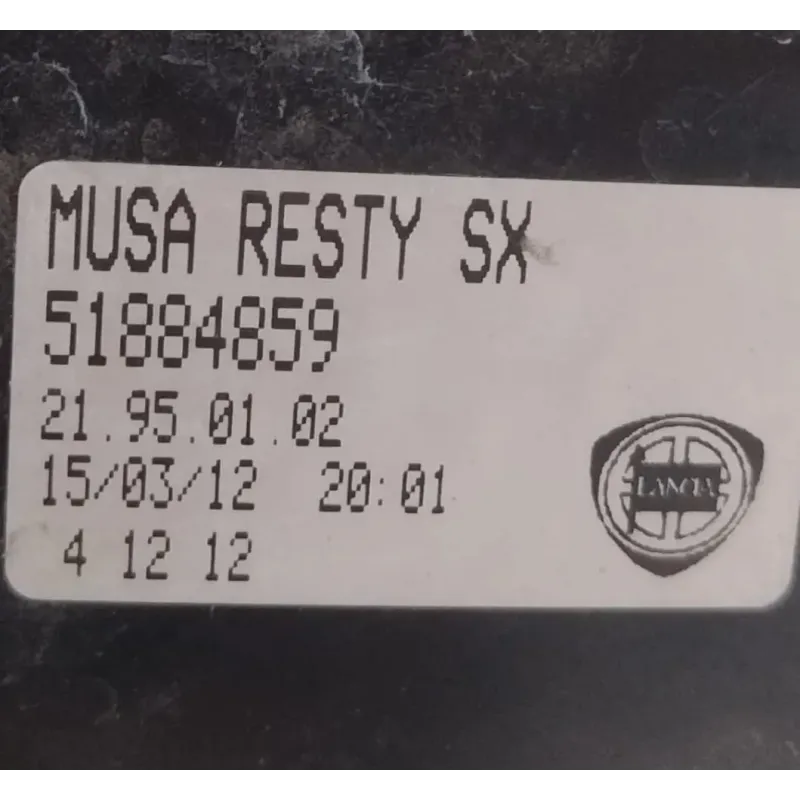 MUSA RESTY SX
51884859
21.95.01.02
15/03/12 20:01
4 12 12
LANCIA